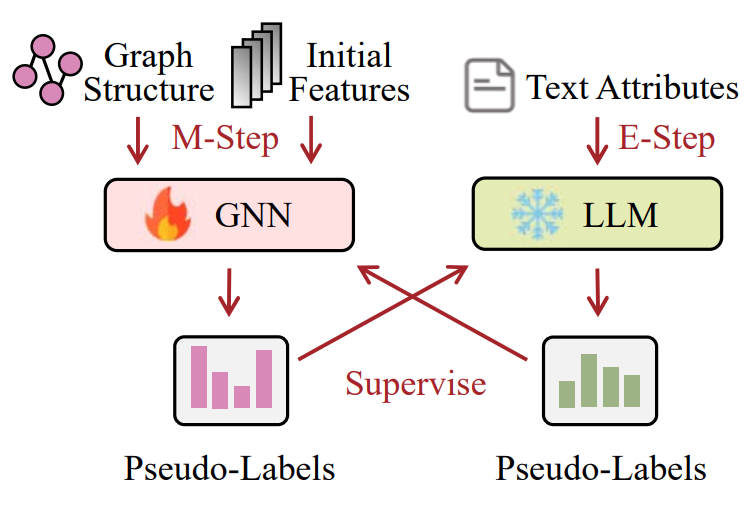 Graph
Structure
Initial
Features
Text Attributes
M-Step
E-Step
GNN
LLM
Supervise
Pseudo-Labels
Pseudo-Labels